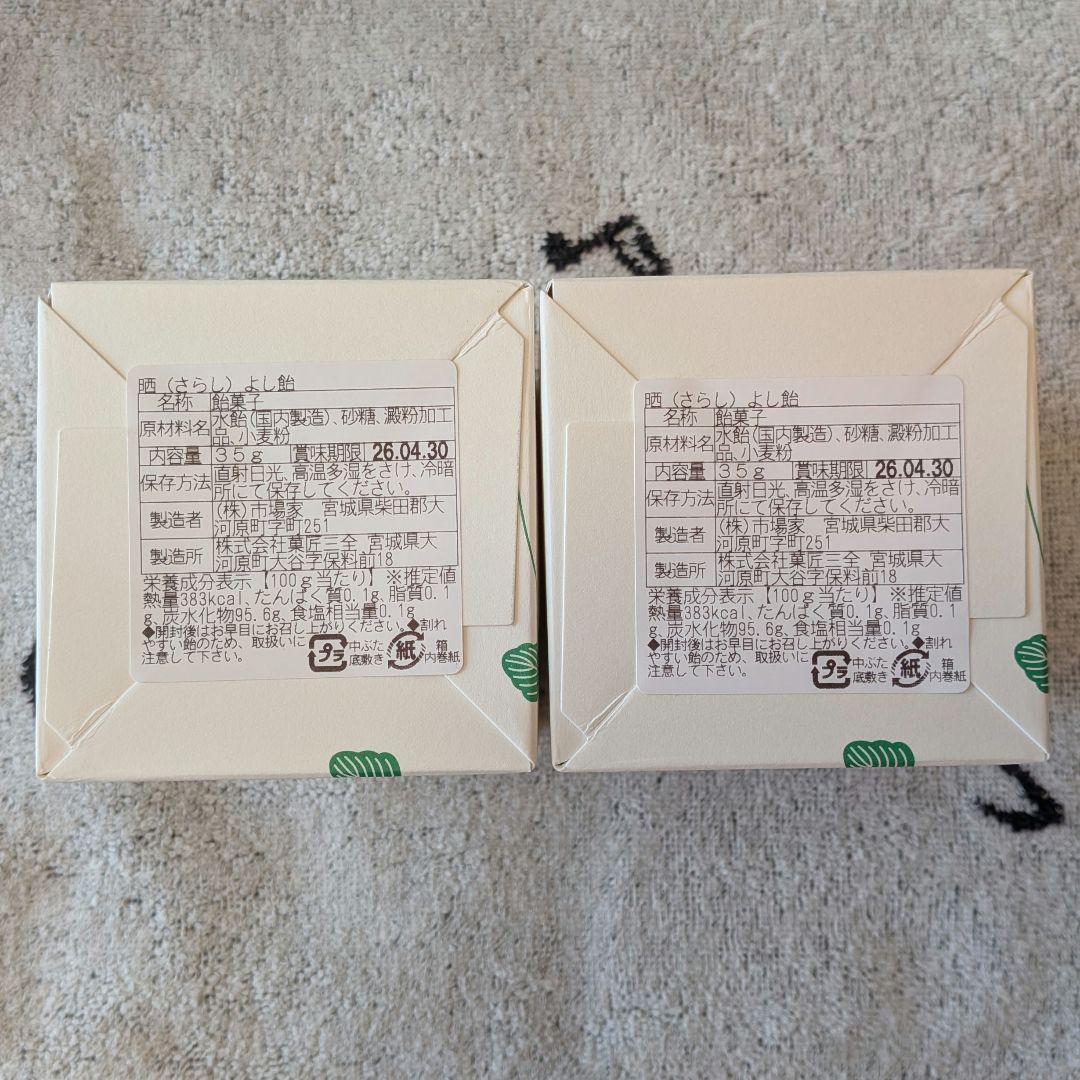 晒（さらし）よし飴
名称 飴菓子
原材料名 水飴(国内製造)、砂糖、澱粉加工
品、小麦粉
内容量 35g 賞味期限 26.04.30
保存方法 直射日光、高温多湿をさけ、冷暗
所にて保存してください。
製造者 (株)市場家　宮城県柴田郡大
河原町字町251
製造所 株式会社菓匠三全 宮城県大
河原町大谷字保料前18
栄養成分表示【100g当たり】※推定値
熱量383kcal、たんぱく質0.1g、脂質0.1
g、炭水化物95.6g、食塩相当量0.1g
◆開封後はお早目にお召し上がりください。◆割れ
やすい飴のため、取扱いに
注意して下さい。
プラ 中ぶた
底敷き
紙 箱
内巻紙
晒（さらし）よし飴
名称 飴菓子
原材料名 水飴(国内製造)、砂糖、澱粉加工
品、小麦粉
内容量 35g 賞味期限 26.04.30
保存方法 直射日光、高温多湿をさけ、冷暗
所にて保存してください。
製造者 (株)市場家　宮城県柴田郡大
河原町字町251
製造所 株式会社菓匠三全 宮城県大
河原町大谷字保料前18
栄養成分表示【100g当たり】※推定値
熱量383kcal、たんぱく質0.1g、脂質0.1
g、炭水化物95.6g、食塩相当量0.1g
◆開封後はお早目にお召し上がりください。◆割れ
やすい飴のため、取扱いに
注意して下さい。
プラ 中ぶた
底敷き
紙 箱
内巻紙